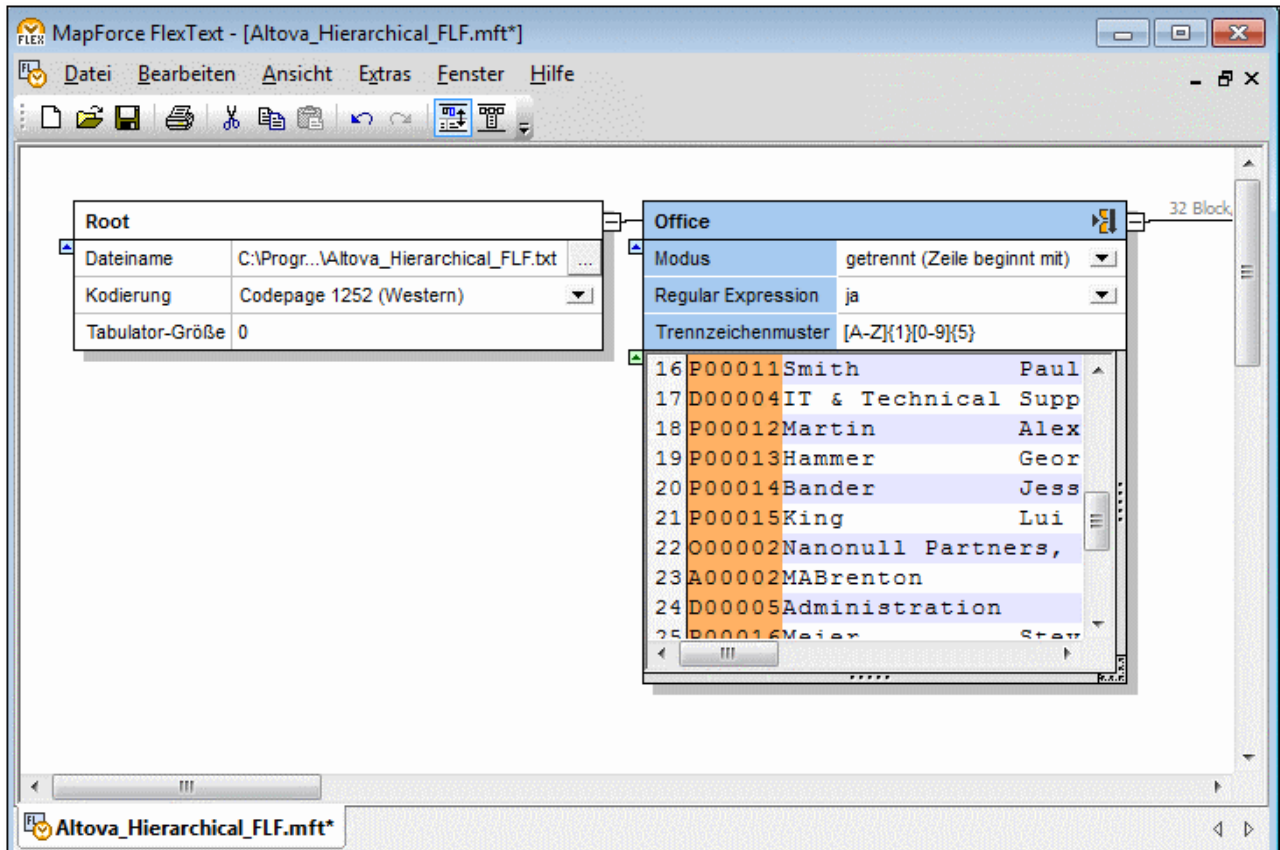 MapForce FlexText - [Altova_Hierarchical_FLF.mft*]
Datei Bearbeiten Ansicht Extras Fenster Hilfe
32 Block,
Root
Dateiname C:\Progr...\Altova_Hierarchical_FLF.txt ...
Kodierung Codepage 1252 (Western)
Tabulator-Größe 0
Office
Modus getrennt (Zeile beginnt mit)
Regular Expression ja
Trennzeichenmuster [A-Z]{1}[0-9]{5}
16 P00011Smith Paul
17 D00004IT & Technical Supp
18 P00012Martin Alex
19 P00013Hammer Geor
20 P00014Bander Jess
21 P00015King Lui
22 O00002Nanonull Partners,
23 A00002MABrenton
24 D00005Administration
25 P00016Meier Stev
Altova_Hierarchical_FLF.mft*